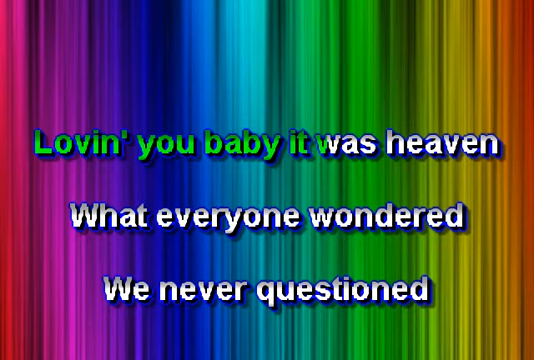 Lovin' you baby it was heaven
What everyone wondered
We never questioned